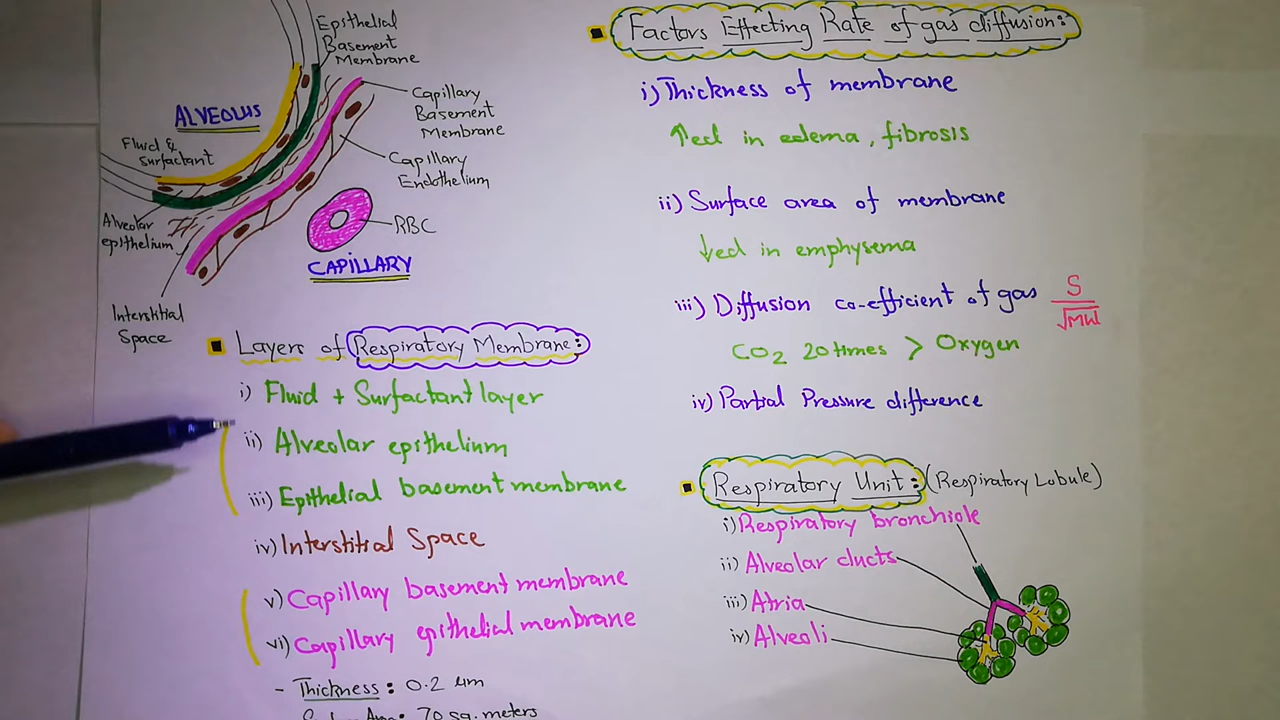 Epithelial
Basement
Membrane
ALVEOLUS
Fluid &
Surfactant
Capillary
Basement
Membrane
Capillary
Endothelium
Alveolar
epithelium
RBC
CAPILLARY
Interstitial
Space
Layers of Respiratory Membrane:
i) Fluid + Surfactant layer
ii) Alveolar epithelium
iii) Epithelial basement membrane
iv) Interstitial Space
v) Capillary basement membrane
vi) Capillary epithelial membrane
- Thickness: 0.2 um
70 sq. meters
Factors Effecting Rate of gas diffusion:
i) Thickness of membrane
↑ed in edema, fibrosis
ii) Surface area of membrane
↓ed in emphysema
iii) Diffusion co-efficient of gas S/√MW
CO2 20 times > Oxygen
iv) Partial Pressure difference
Respiratory Unit: (Respiratory Lobule)
i) Respiratory bronchiole
ii) Alveolar ducts
iii) Atria
iv) Alveoli